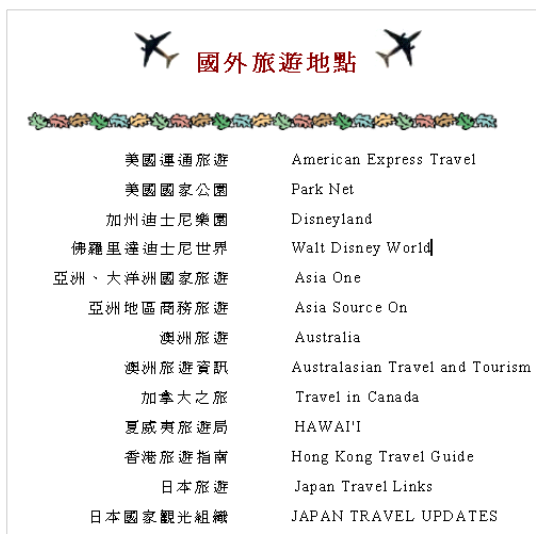 國外旅遊地點
美國運通旅遊 American Express Travel
美國國家公園 Park Net
加州迪士尼樂園 Disneyland
佛羅里達迪士尼世界 Walt Disney World
亞洲、大洋洲國家旅遊 Asia One
亞洲地區商務旅遊 Asia Source On
澳洲旅遊 Australia
澳洲旅遊資訊 Australasian Travel and Tourism
加拿大之旅 Travel in Canada
夏威夷旅遊局 HAWAI'I
香港旅遊指南 Hong Kong Travel Guide
日本旅遊 Japan Travel Links
日本國家觀光組織 JAPAN TRAVEL UPDATES